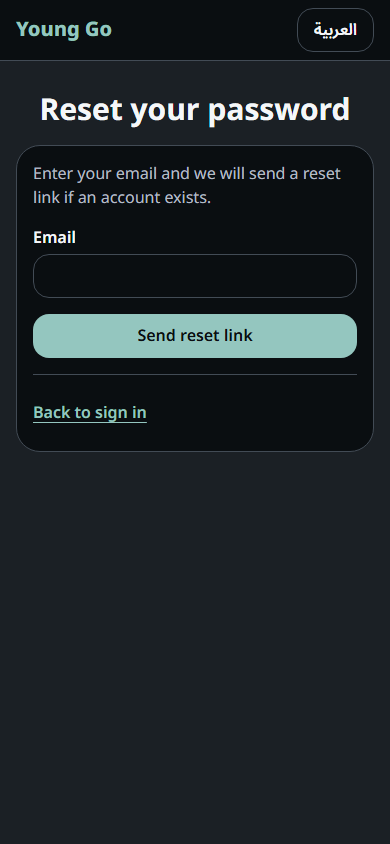 Young Go
العربية
Reset your password
Enter your email and we will send a reset
link if an account exists.
Email
Send reset link
Back to sign in